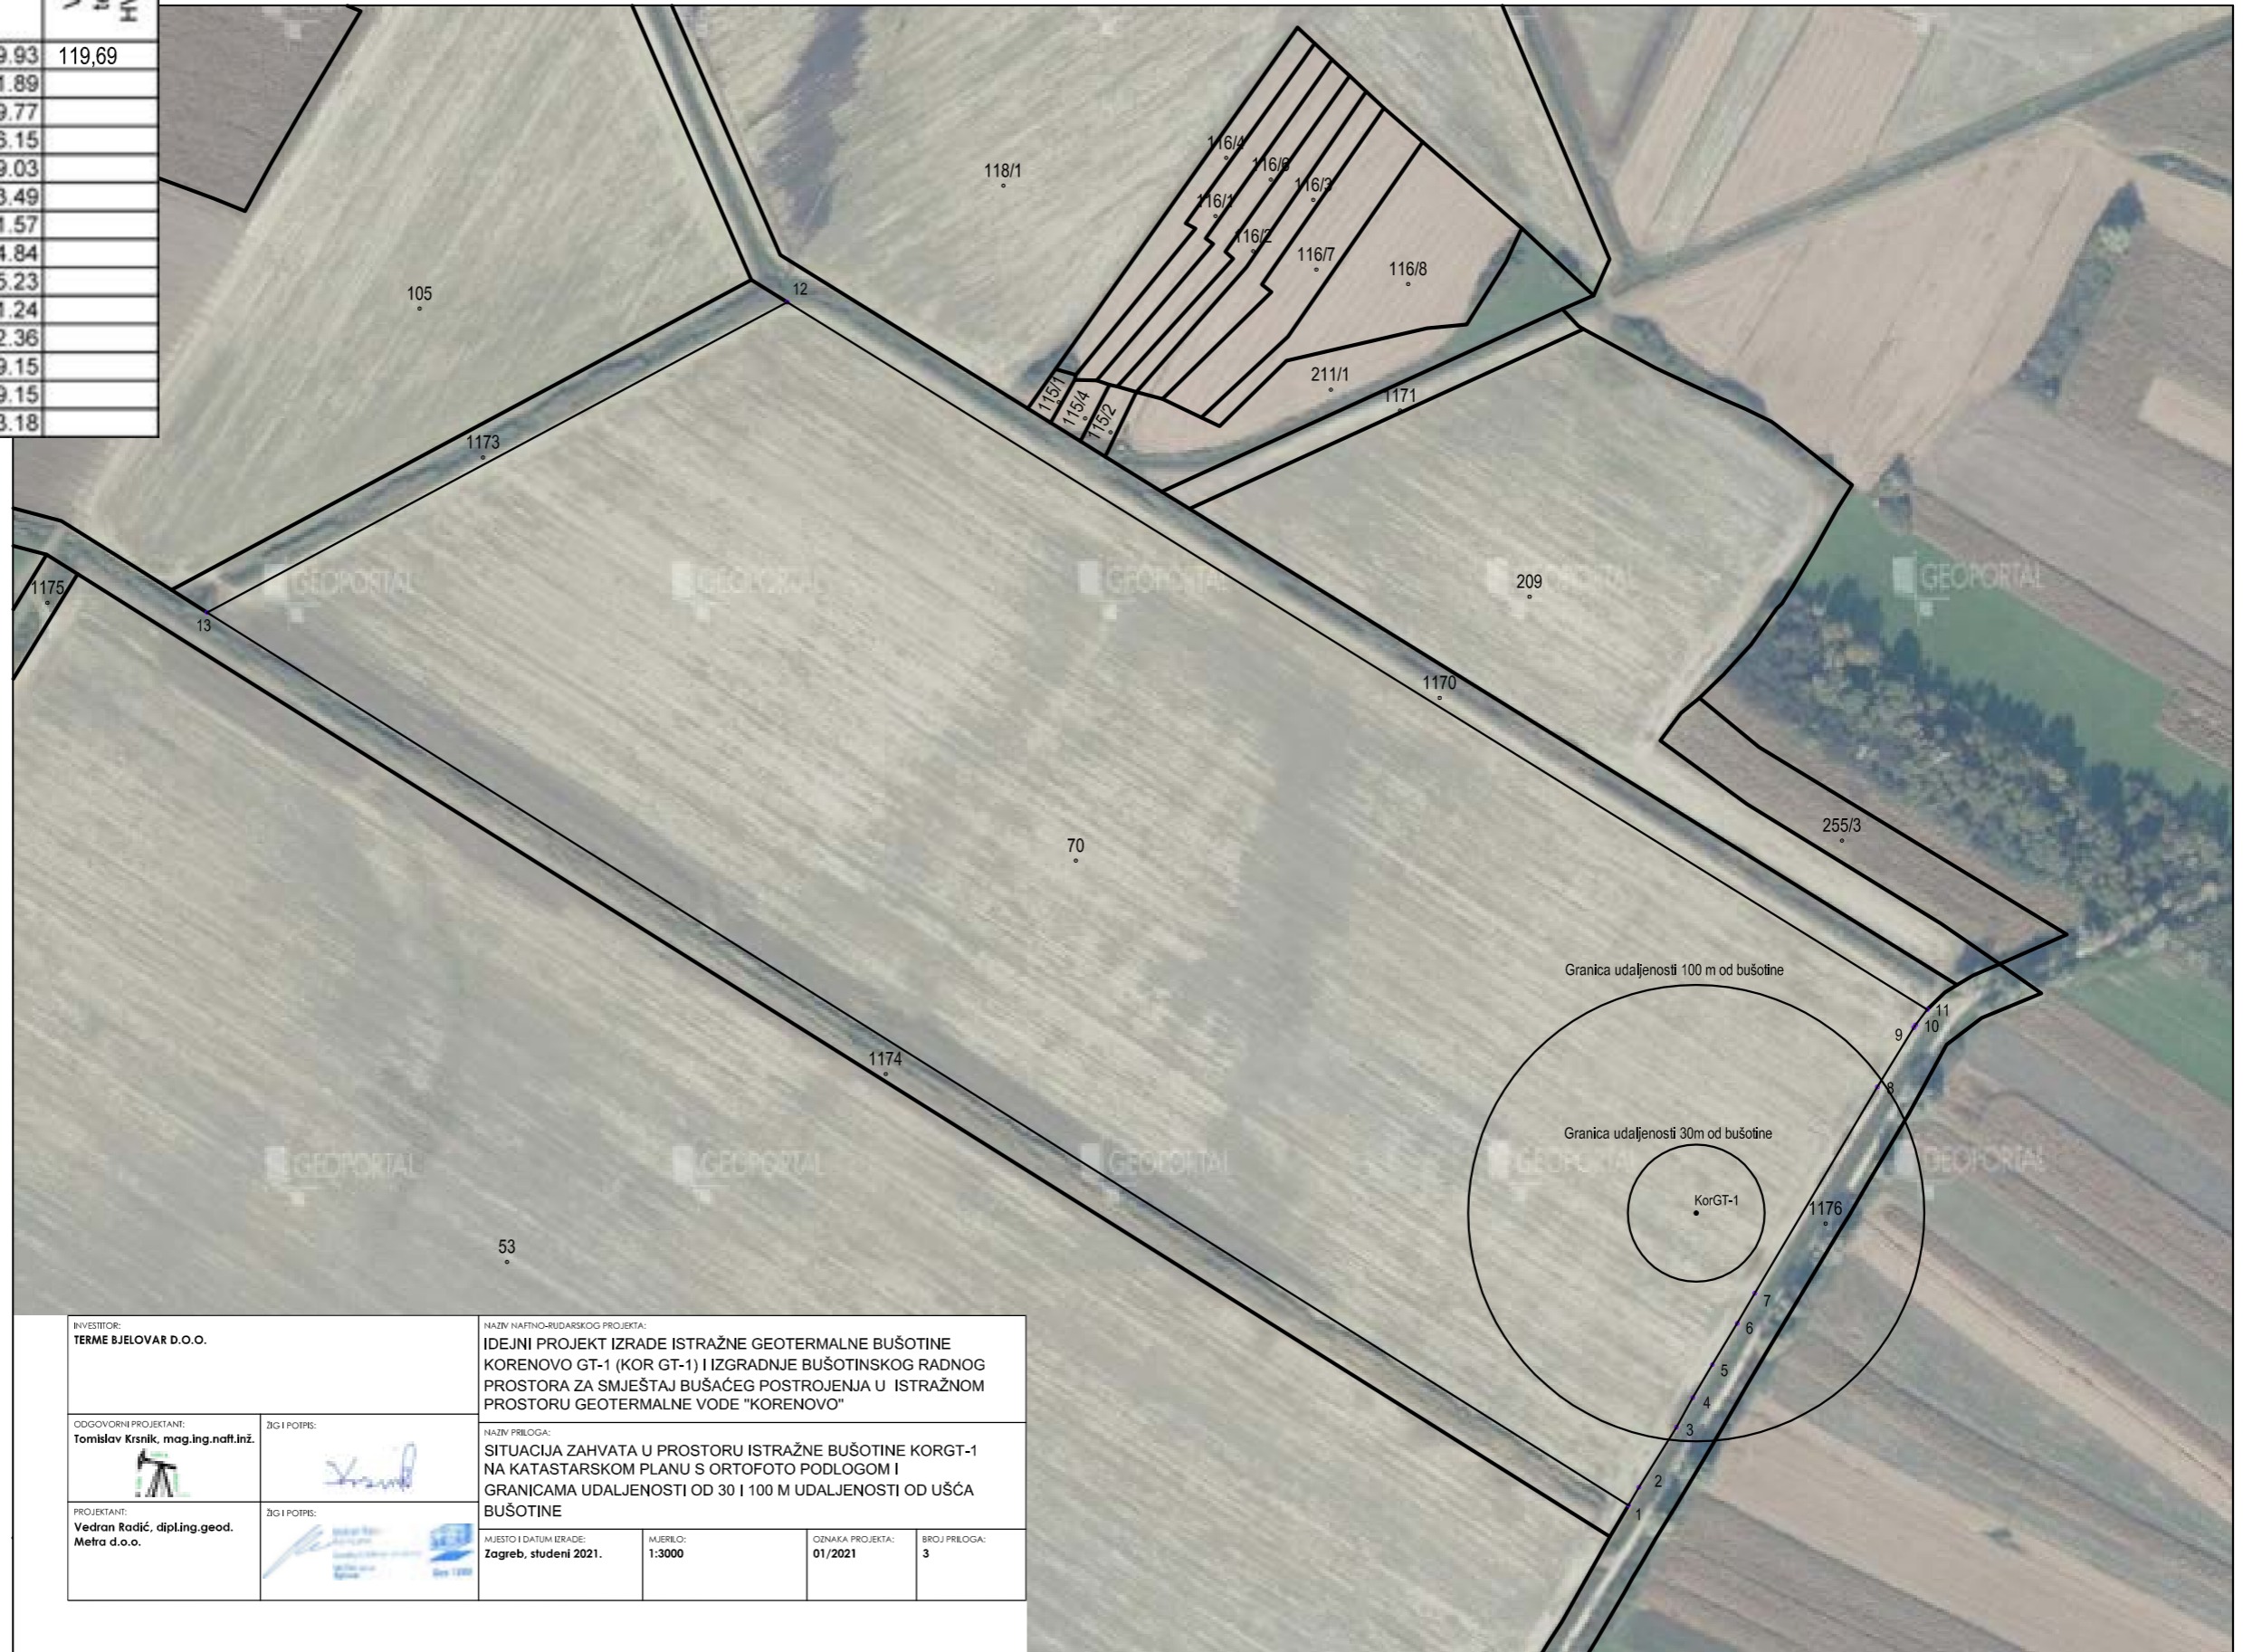 119,69
9.93
1.89
9.77
6.15
9.03
3.49
1.57
4.84
5.23
1.24
2.36
9.15
9.15
3.18
118/1
116/4
116/6
116/3
116/1
116/2
116/7
116/8
105
12
211/1
1171
115/1
115/4
115/2
1173
1175
13
209
1170
GEOPORTAL
GEOPORTAL
GEOPORTAL
GEOPORTAL
GEOPORTAL
255/3
70
Granica udaljenosti 100 m od bušotine
11
10
9
8
1174
Granica udaljenosti 30m od bušotine
GEOPORTAL
GEOPORTAL
GEOPORTAL
GEOPORTAL
GEOPORTAL
KorGT-1
1176
53
7
6
5
4
3
2
1
INVESTITOR:
TERME BJELOVAR D.O.O.
NAZIV NAFTNO-RUDARSKOG PROJEKTA:
IDEJNI PROJEKT IZRADE ISTRAŽNE GEOTERMALNE BUŠOTINE
KORENOVO GT-1 (KOR GT-1) I IZGRADNJE BUŠOTINSKOG RADNOG
PROSTORA ZA SMJEŠTAJ BUŠAĆEG POSTROJENJA U ISTRAŽNOM
PROSTORU GEOTERMALNE VODE "KORENOVO"
ODGOVORNI PROJEKTANT:
Tomislav Krsnik, mag.ing.naft.inž.
ŽIG I POTPIS:
NAZIV PRILOGA:
SITUACIJA ZAHVATA U PROSTORU ISTRAŽNE BUŠOTINE KORGT-1
NA KATASTARSKOM PLANU S ORTOFOTO PODLOGOM I
GRANICAMA UDALJENOSTI OD 30 I 100 M UDALJENOSTI OD UŠĆA
BUŠOTINE
PROJEKTANT:
Vedran Radić, dipl.ing.geod.
Metra d.o.o.
ŽIG I POTPIS:
MJESTO I DATUM IZRADE:
Zagreb, studeni 2021.
MJERILO:
1:3000
OZNAKA PROJEKTA:
01/2021
BROJ PRILOGA:
3